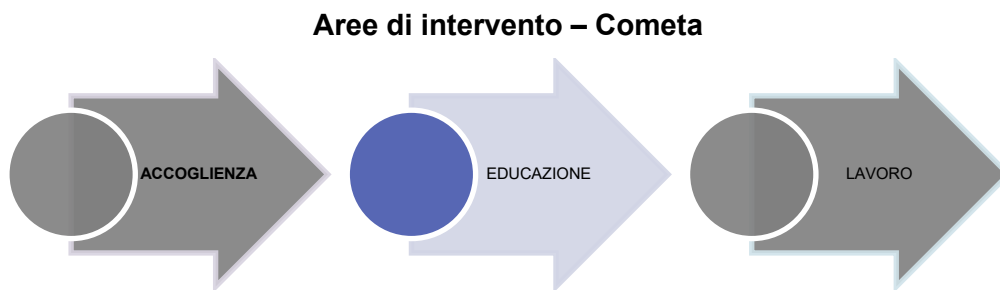 Aree di intervento – Cometa
ACCOGLIENZA
EDUCAZIONE
LAVORO